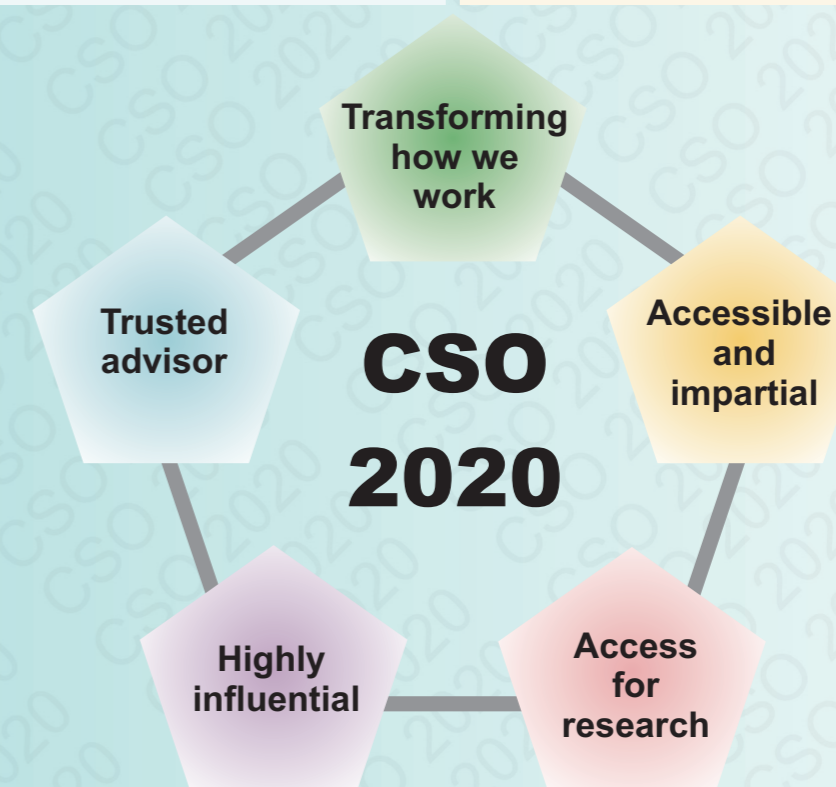 Transforming
how we
work
Trusted
advisor
Accessible
and
impartial
CSO
2020
Highly
influential
Access
for
research